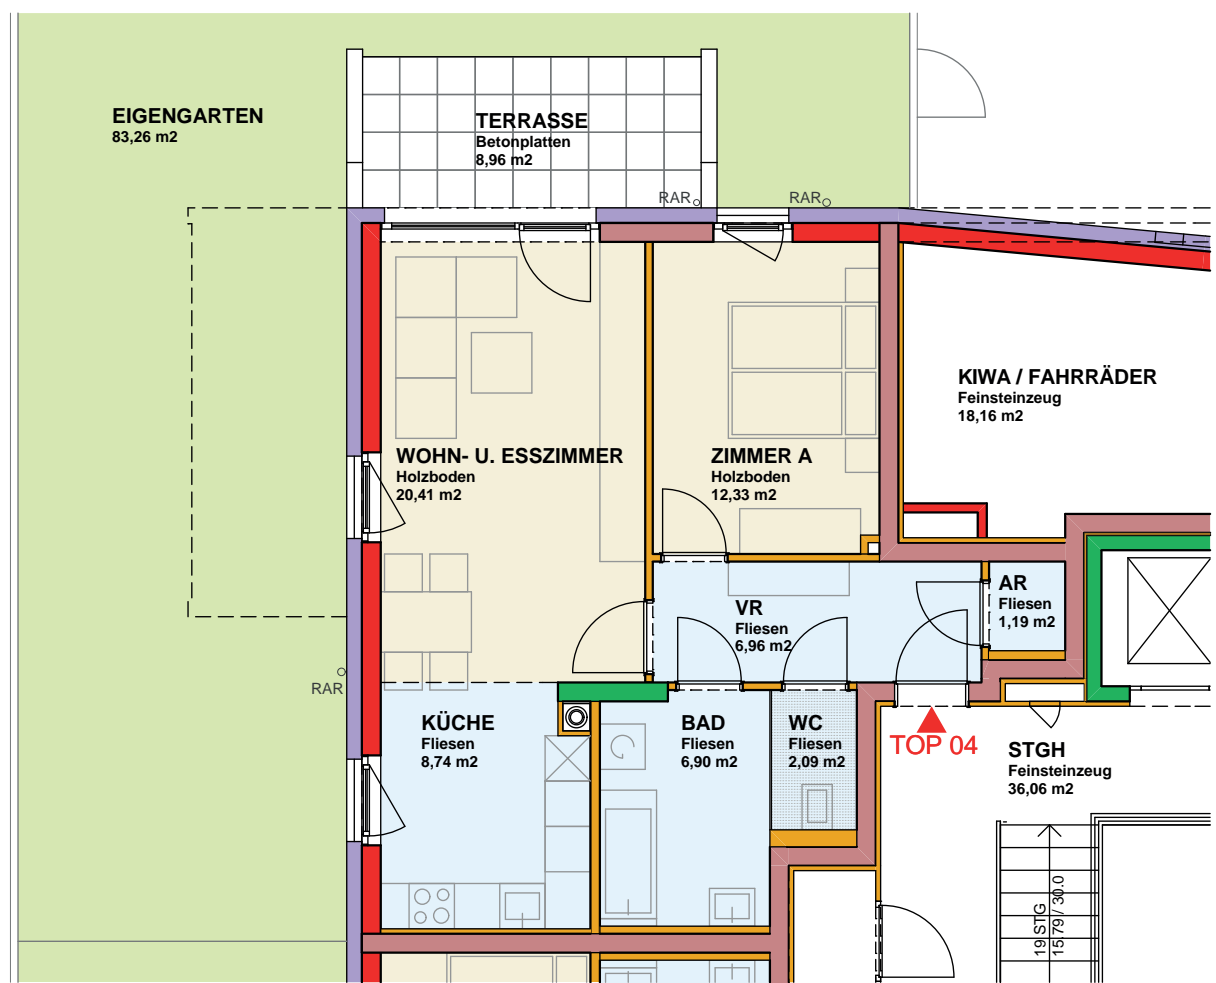 EIGENGARTEN
83,26 m2
TERRASSE
Betonplatten
8,96 m2
RAR
RAR
KIWA / FAHRRÄDER
Feinsteinzeug
18,16 m2
WOHN- U. ESSZIMMER
Holzboden
20,41 m2
ZIMMER A
Holzboden
12,33 m2
AR
Fliesen
1,19 m2
VR
Fliesen
6,96 m2
RAR
KÜCHE
Fliesen
8,74 m2
BAD
Fliesen
6,90 m2
WC
Fliesen
2,09 m2
TOP 04
STGH
Feinsteinzeug
36,06 m2
19 STG
15.79 / 30.0